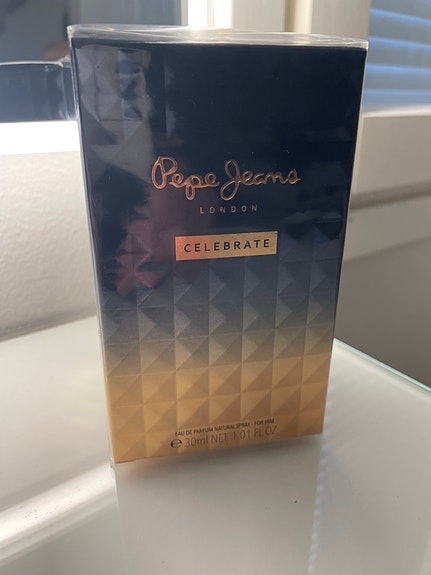 Pepe Jeans
LONDON
CELEBRATE
EAU DE PARFUM NATURAL SPRAY · FOR HIM
℮ 30ml NET 1.01 FL OZ